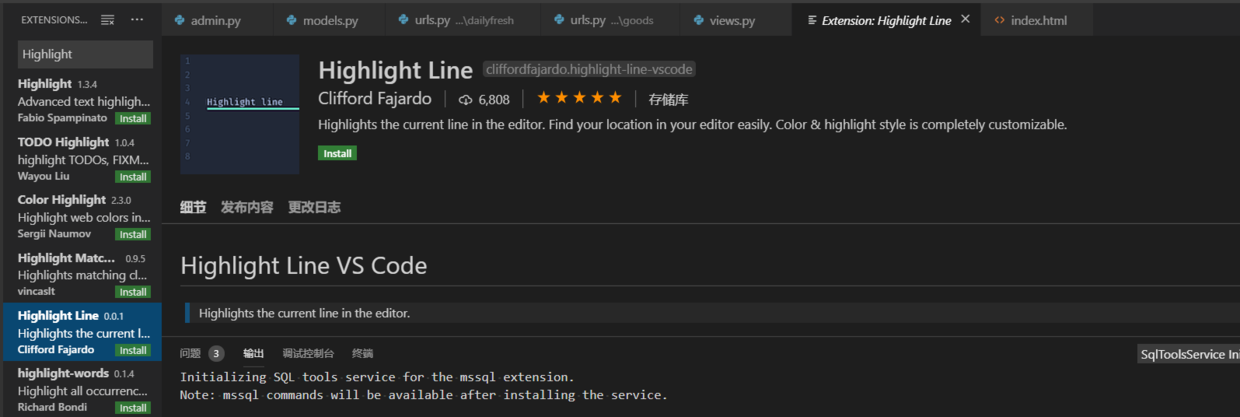 EXTENSIONS... ···
admin.py models.py urls.py ...\dailyfresh urls.py ...\goods views.py Extension: Highlight Line × index.html
Highlight
Highlight 1.3.4
Advanced text highligh...
Fabio Spampinato Install
TODO Highlight 1.0.4
highlight TODOs, FIXM...
Wayou Liu Install
Color Highlight 2.3.0
Highlight web colors in...
Sergii Naumov Install
Highlight Matc... 0.9.5
Highlights matching cl...
vincaslt Install
Highlight Line 0.0.1
Highlights the current l...
Clifford Fajardo Install
highlight-words 0.1.4
Highlight all occurrenc...
Richard Bondi Install
1
2
3
4 Highlight line
5
6
7
8
Highlight Line cliffordfajardo.highlight-line-vscode
Clifford Fajardo 6,808 ★★★★★ 存储库
Highlights the current line in the editor. Find your location in your editor easily. Color & highlight style is completely customizable.
Install
细节 发布内容 更改日志
Highlight Line VS Code
Highlights the current line in the editor.
问题 3 输出 调试控制台 终端 SqlToolsService Ini
Initializing SQL tools service for the mssql extension.
Note: mssql commands will be available after installing the service.